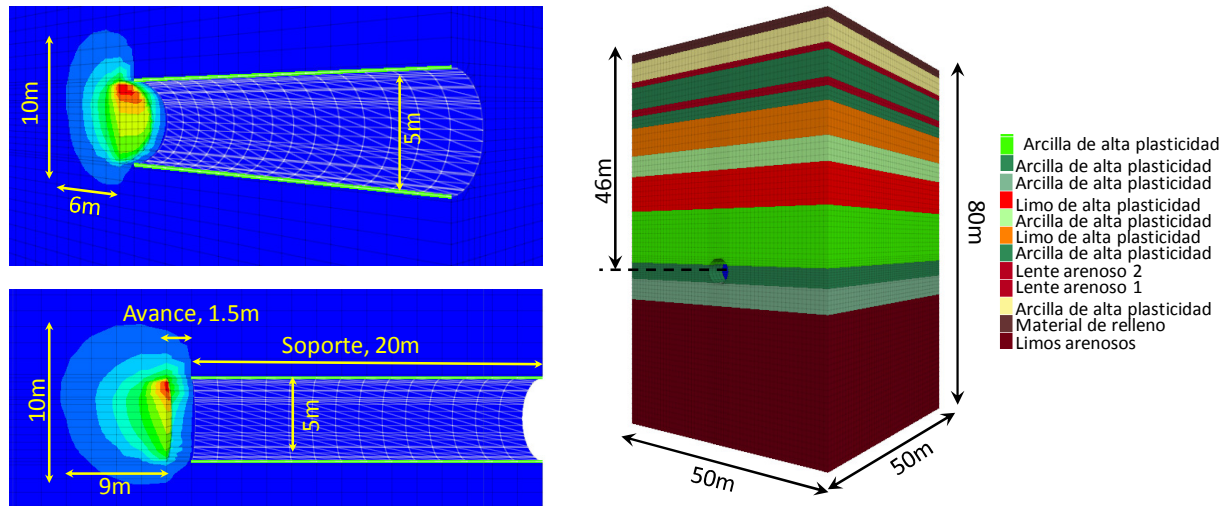 10m
6m
5m
Avance, 1.5m
Soporte, 20m
10m
5m
9m
46m
80m
50m
50m
Arcilla de alta plasticidad
Arcilla de alta plasticidad
Arcilla de alta plasticidad
Limo de alta plasticidad
Arcilla de alta plasticidad
Limo de alta plasticidad
Arcilla de alta plasticidad
Lente arenoso 2
Lente arenoso 1
Arcilla de alta plasticidad
Material de relleno
Limos arenosos